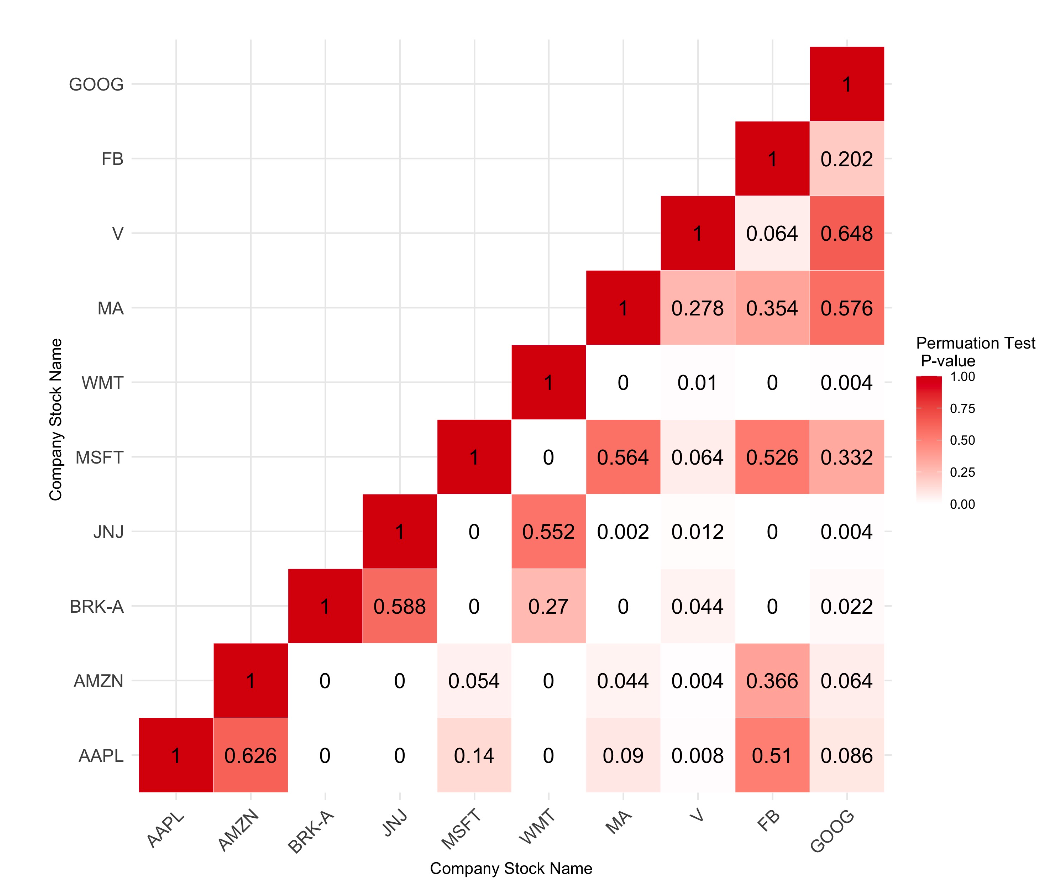 GOOG 1
FB 1 0.202
V 1 0.064 0.648
MA 1 0.278 0.354 0.576
WMT 1 0 0.01 0 0.004
MSFT 1 0 0.564 0.064 0.526 0.332
JNJ 1 0 0.552 0.002 0.012 0 0.004
BRK-A 1 0.588 0 0.27 0 0.044 0 0.022
AMZN 1 0 0 0.054 0 0.044 0.004 0.366 0.064
AAPL 1 0.626 0 0 0.14 0 0.09 0.008 0.51 0.086
AAPL AMZN BRK-A JNJ MSFT WMT MA V FB GOOG
Company Stock Name
Company Stock Name
Permuation Test
P-value
1.00
0.75
0.50
0.25
0.00